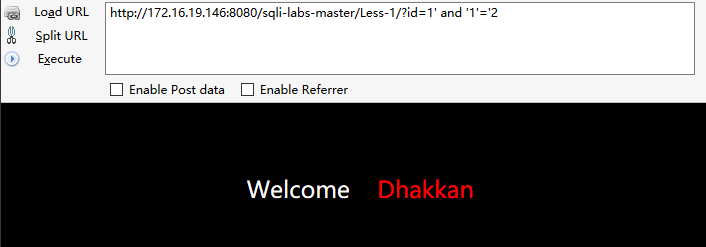 Load URL
http://172.16.19.146:8080/sqli-labs-master/Less-1/?id=1' and '1'='2
Split URL
Execute
Enable Post data Enable Referrer
Welcome Dhakkan